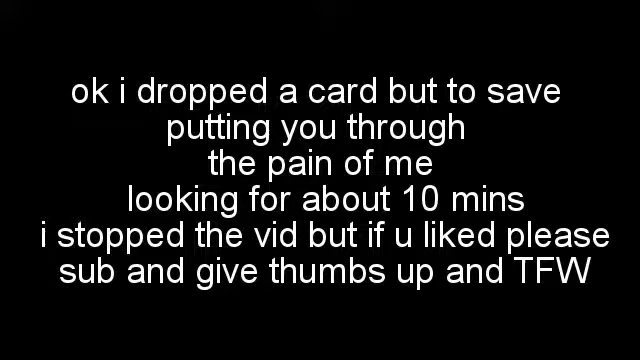 ok i dropped a card but to save
putting you through
the pain of me
looking for about 10 mins
i stopped the vid but if u liked please
sub and give thumbs up and TFW